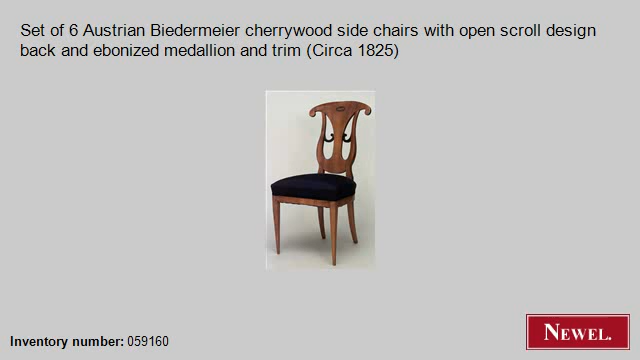 Set of 6 Austrian Biedermeier cherrywood side chairs with open scroll design
back and ebonized medallion and trim (Circa 1825)
Inventory number: 059160
NEWEL.